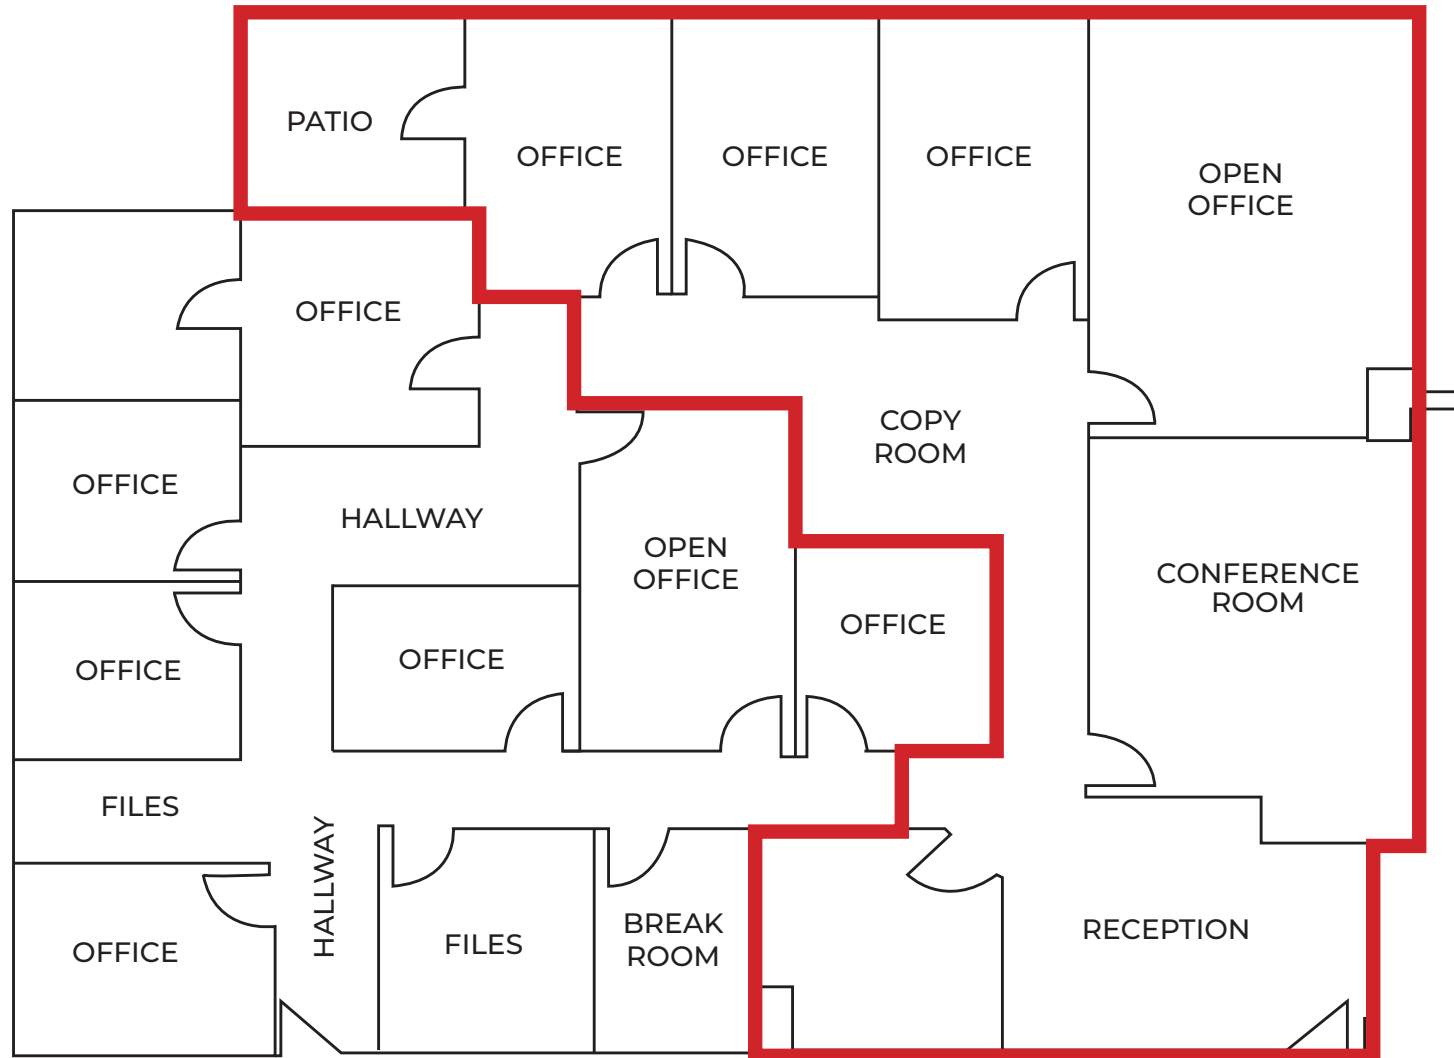 PATIO
OFFICE
OFFICE
OFFICE
OPEN
OFFICE
OFFICE
COPY
ROOM
OFFICE
HALLWAY
OPEN
OFFICE
CONFERENCE
ROOM
OFFICE
OFFICE
OFFICE
FILES
HALLWAY
OFFICE
FILES
BREAK
ROOM
RECEPTION